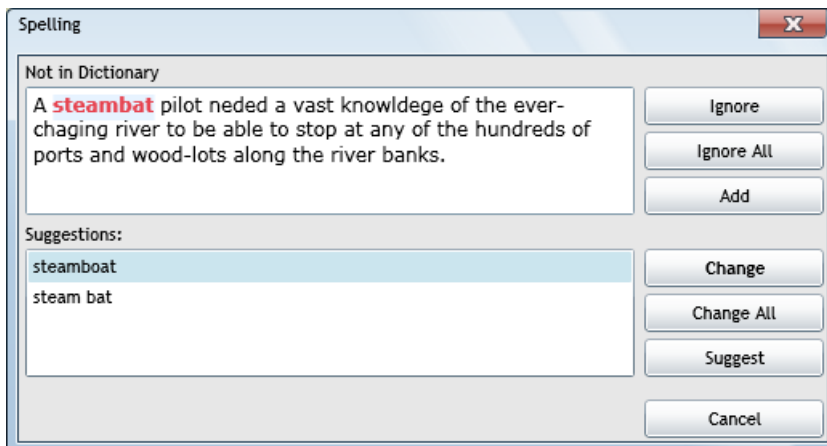 Spelling
Not in Dictionary
A steambat pilot neded a vast knowldege of the ever-
chaging river to be able to stop at any of the hundreds of
ports and wood-lots along the river banks.
Ignore
Ignore All
Add
Suggestions:
steamboat
steam bat
Change
Change All
Suggest
Cancel